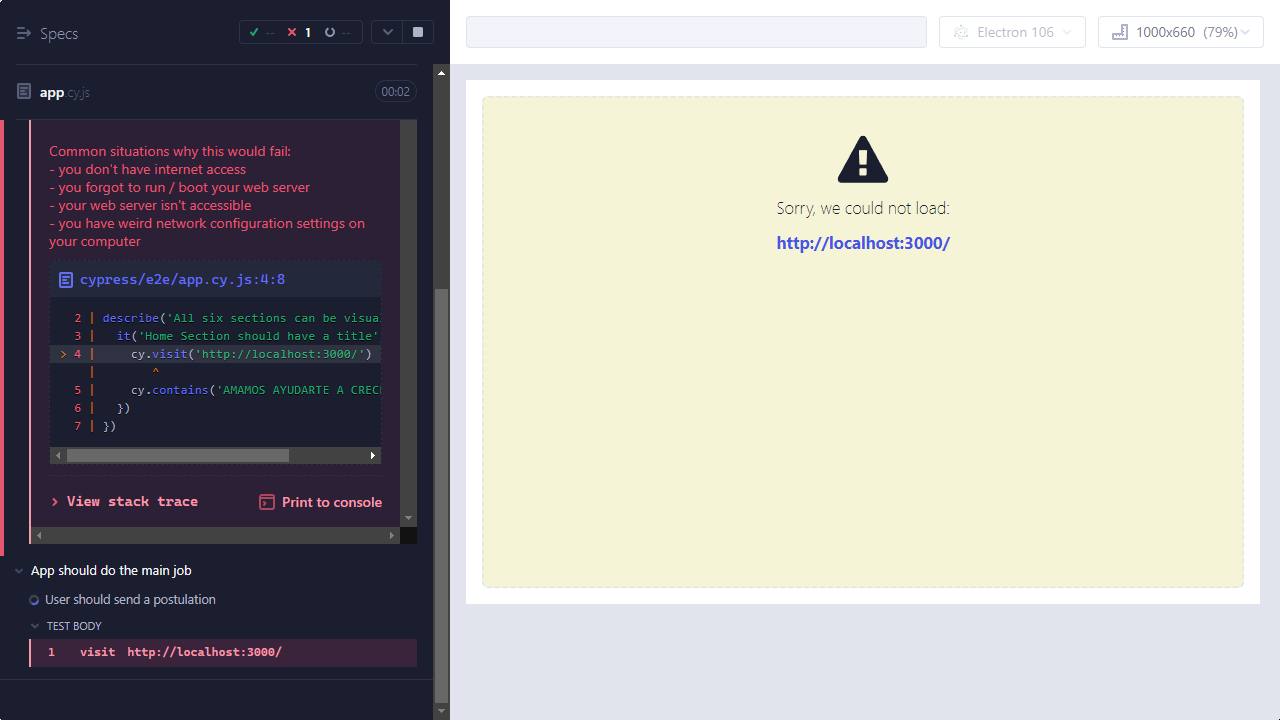 Specs
-- 1 --
app.cy.js
00:02
Common situations why this would fail:
- you don't have internet access
- you forgot to run / boot your web server
- your web server isn't accessible
- you have weird network configuration settings on
your computer
cypress/e2e/app.cy.js:4:8
2 | describe('All six sections can be visua
3 |   it('Home Section should have a title'
> 4 |     cy.visit('http://localhost:3000/')
|        ^
5 |     cy.contains('AMAMOS AYUDARTE A CREC
6 |   })
7 | })
View stack trace
Print to console
App should do the main job
User should send a postulation
TEST BODY
1 visit http://localhost:3000/
Electron 106
1000x660 (79%)
Sorry, we could not load:
http://localhost:3000/